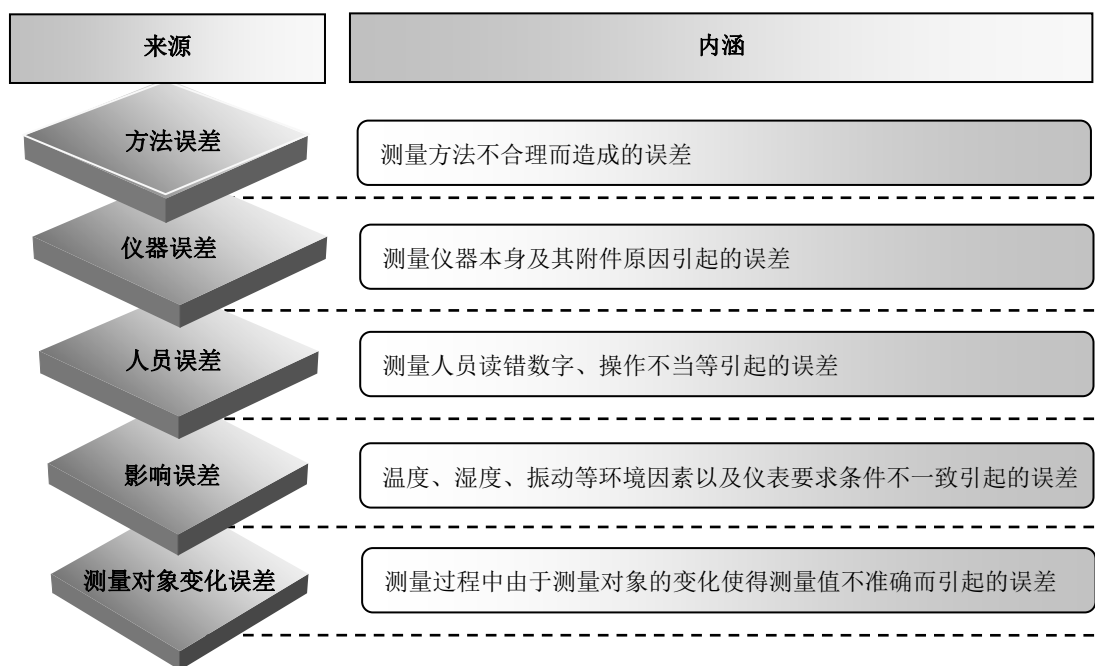 来源
内涵
方法误差
测量方法不合理而造成的误差
仪器误差
测量仪器本身及其附件原因引起的误差
人员误差
测量人员读错数字、操作不当等引起的误差
影响误差
温度、湿度、振动等环境因素以及仪表要求条件不一致引起的误差
测量对象变化误差
测量过程中由于测量对象的变化使得测量值不准确而引起的误差